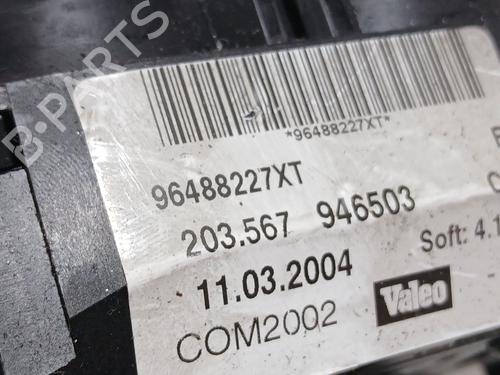 B-PARTS
*96488227XT*
96488227XT
203.567 946503
11.03.2004 Soft: 4.1
COM2002 Valeo